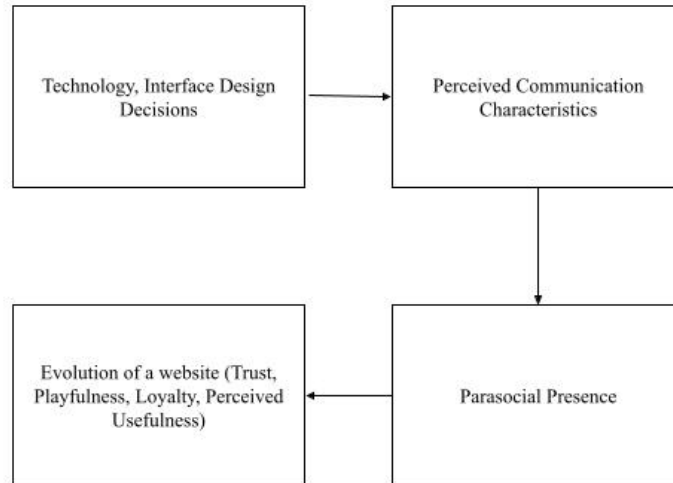 Technology, Interface Design
Decisions
Perceived Communication
Characteristics
Evolution of a website (Trust,
Playfulness, Loyalty, Perceived
Usefulness)
Parasocial Presence